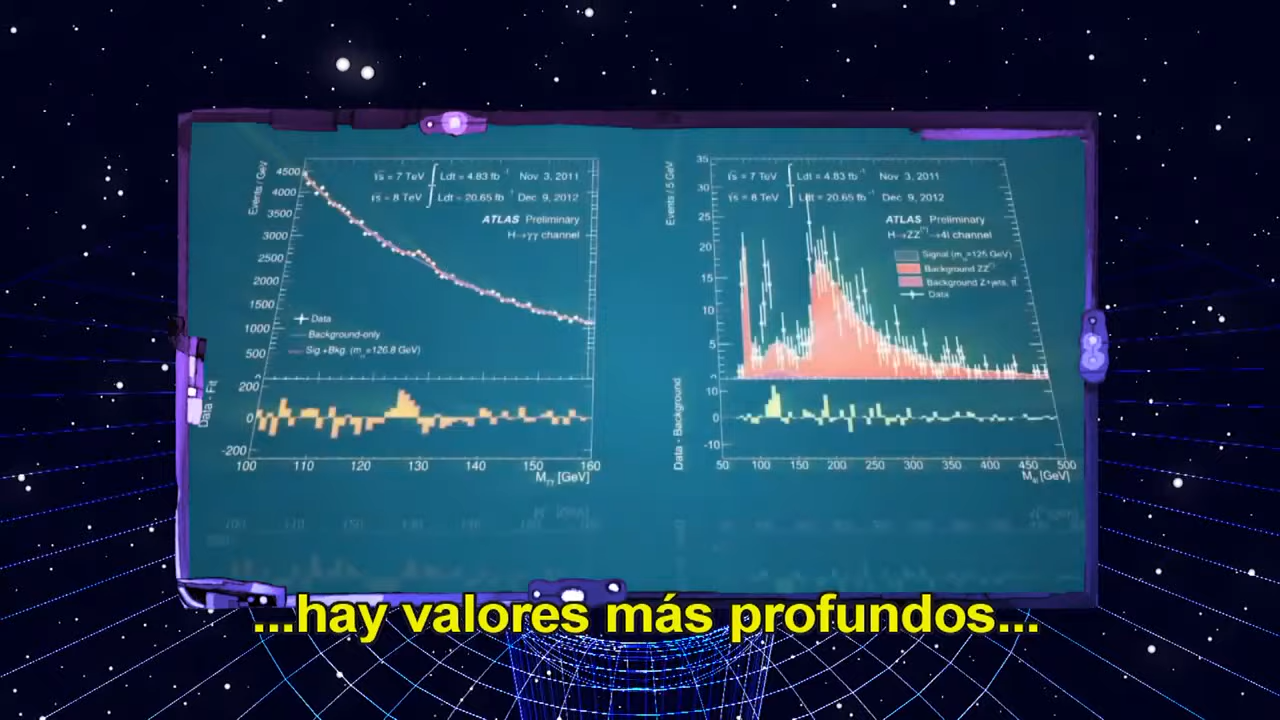 Events / GeV
4500
4000
3500
3000
2500
2000
1500
1000
500
√s = 7 TeV ∫ Ldt = 4.83 fb⁻¹ Nov 3, 2011
√s = 8 TeV ∫ Ldt = 20.65 fb⁻¹ Dec 9, 2012
ATLAS Preliminary
H→γγ channel
Data
Background-only
Sig.+Bkg. (m =126.8 GeV)
Data - Fit
200
0
-200
100 110 120 130 140 150 160
Mγγ [GeV]
Events / 5 GeV
35
30
25
20
15
10
5
√s = 7 TeV ∫ Ldt = 4.83 fb⁻¹ Nov 3, 2011
√s = 8 TeV ∫ Ldt = 20.65 fb⁻¹ Dec 9, 2012
ATLAS Preliminary
H→ZZ(*)→4l channel
Signal (m =125 GeV)
Background ZZ(*)
Background Z+jets, tt̄
Data
Data - Background
10
0
-10
50 100 150 200 250 300 350 400 450 500
M4l [GeV]
...hay valores más profundos...